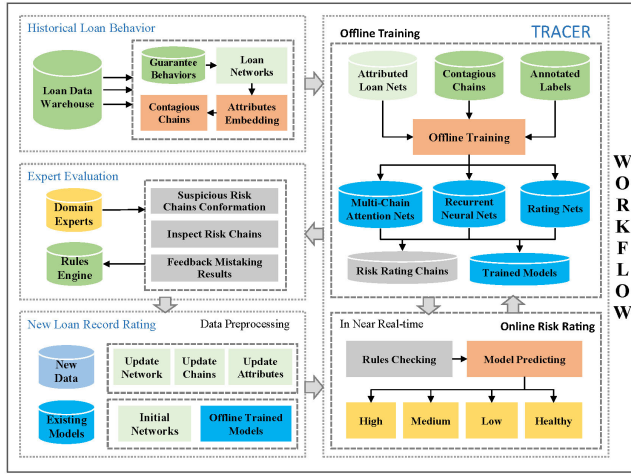 Historical Loan Behavior
Loan Data
Warehouse
Guarantee
Behaviors
Loan
Networks
Contagious
Chains
Attributes
Embedding
Expert Evaluation
Domain
Experts
Rules
Engine
Suspicious Risk
Chains Conformation
Inspect Risk Chains
Feedback Mistaking
Results
New Loan Record Rating
Data Preprocessing
New
Data
Update
Network
Update
Chains
Update
Attributes
Existing
Models
Initial
Networks
Offline Trained
Models
Offline Training
TRACER
Attributed
Loan Nets
Contagious
Chains
Annotated
Labels
Offline Training
Multi-Chain
Attention Nets
Recurrent
Neural Nets
Rating Nets
Risk Rating Chains
Trained Models
In Near Real-time
Online Risk Rating
Rules Checking
Model Predicting
High
Medium
Low
Healthy
WORKFLOW